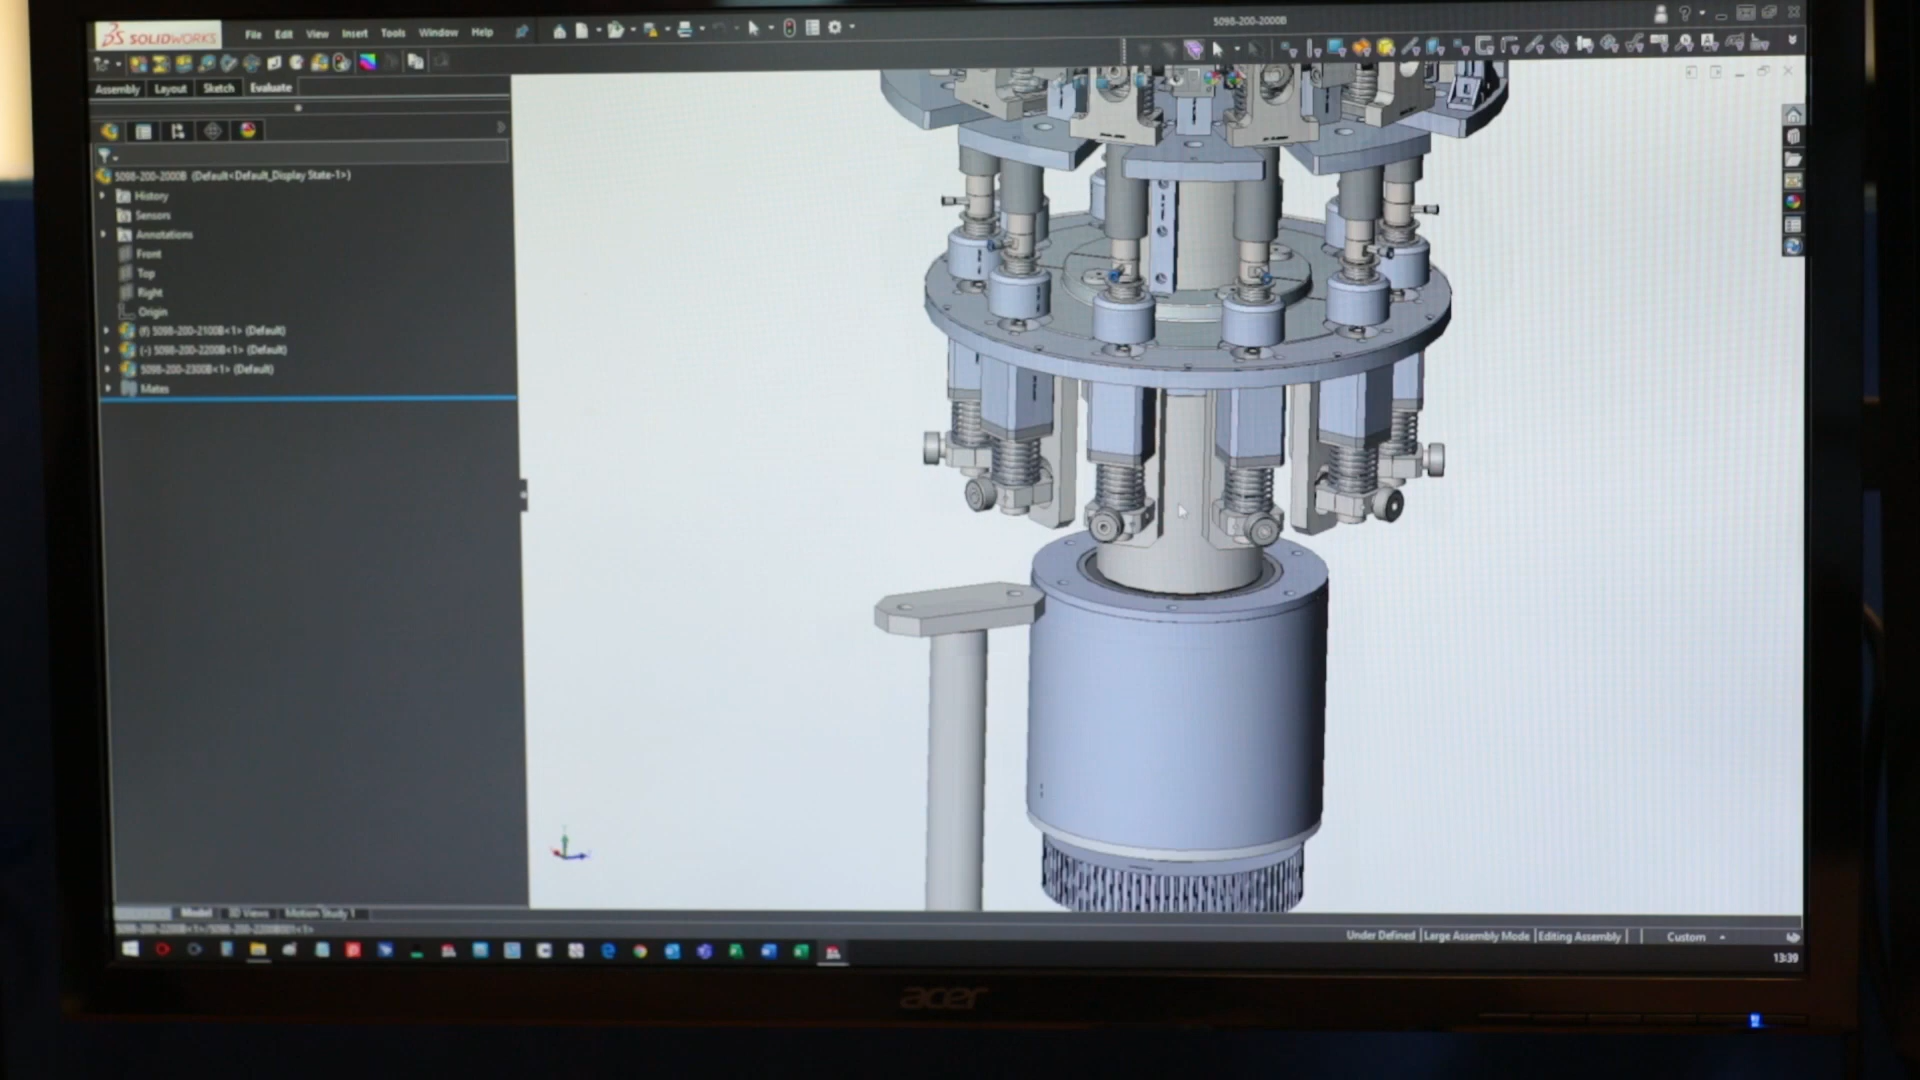 SOLIDWORKS File Edit View Insert Tools Window Help
5098-200-2000B
Assembly Layout Sketch Evaluate
5098-200-2000B (Default<Default_Display State-1>)
History
Sensors
Annotations
Front
Top
Right
Origin
(f) 5098-200-2100B<1> (Default)
(-) 5098-200-2200B<1> (Default)
5098-200-2300B<1> (Default)
Mates
Model 3D Views Motion Study 1
Under Defined Large Assembly Mode Editing Assembly Custom
13:39
acer